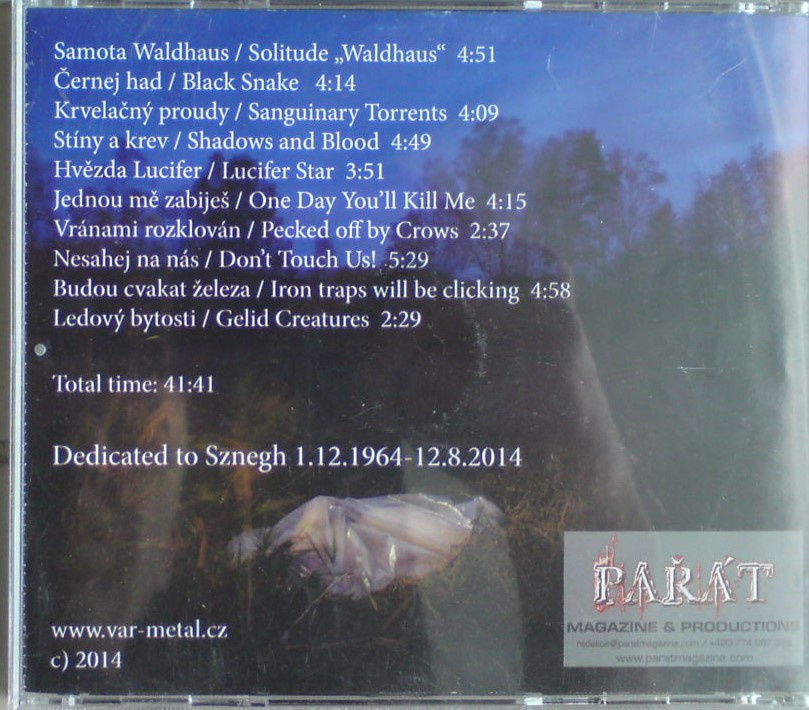 Samota Waldhaus / Solitude „Waldhaus“ 4:51
Černej had / Black Snake 4:14
Krvelačný proudy / Sanguinary Torrents 4:09
Stíny a krev / Shadows and Blood 4:49
Hvězda Lucifer / Lucifer Star 3:51
Jednou mě zabiješ / One Day You'll Kill Me 4:15
Vránami rozklován / Pecked off by Crows 2:37
Nesahej na nás / Don't Touch Us! 5:29
Budou cvakat železa / Iron traps will be clicking 4:58
Ledový bytosti / Gelid Creatures 2:29
Total time: 41:41
Dedicated to Sznegh 1.12.1964-12.8.2014
www.var-metal.cz
c) 2014
PAŘÁT
MAGAZINE & PRODUCTIONS
redakce@paratmagazine.com / +420 774
www.paratmagazine.com